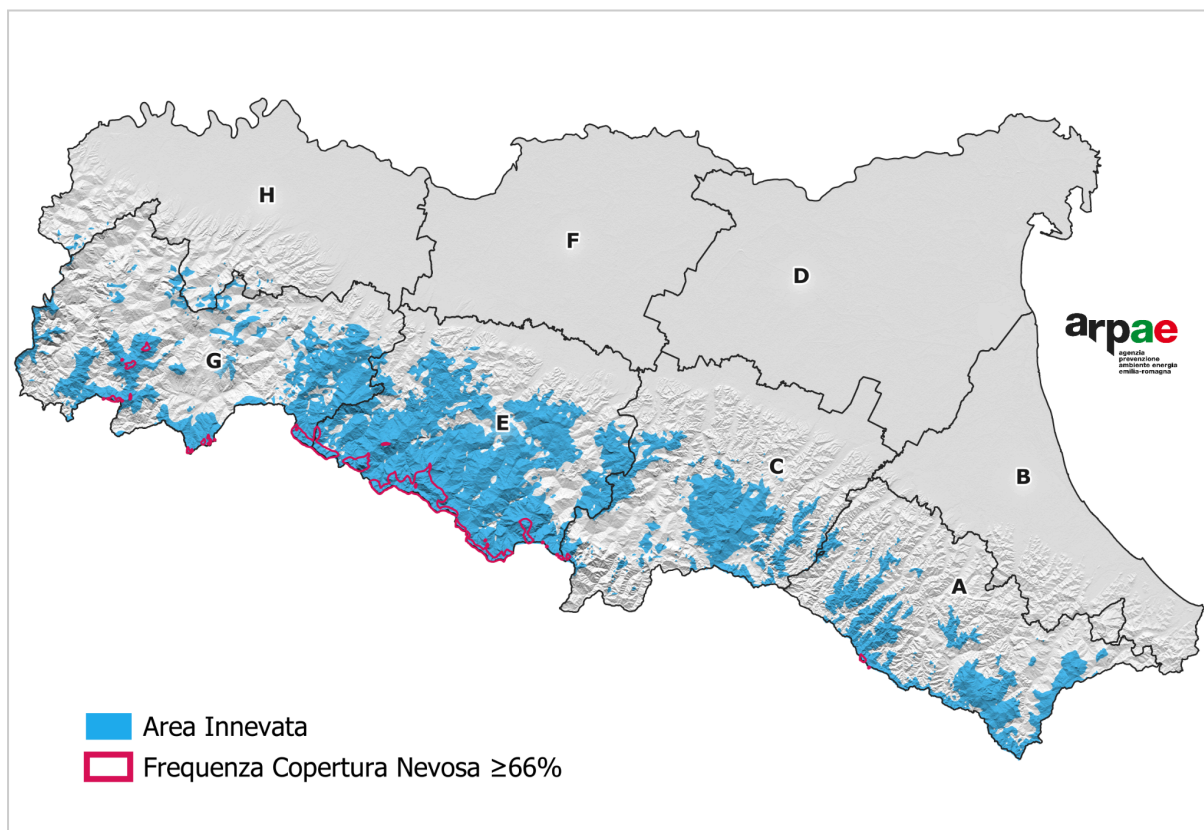 H
F
D
G
E
C
B
A
arpae
agenzia
prevenzione
ambiente energia
emilia-romagna
Area Innevata
Frequenza Copertura Nevosa ≥66%